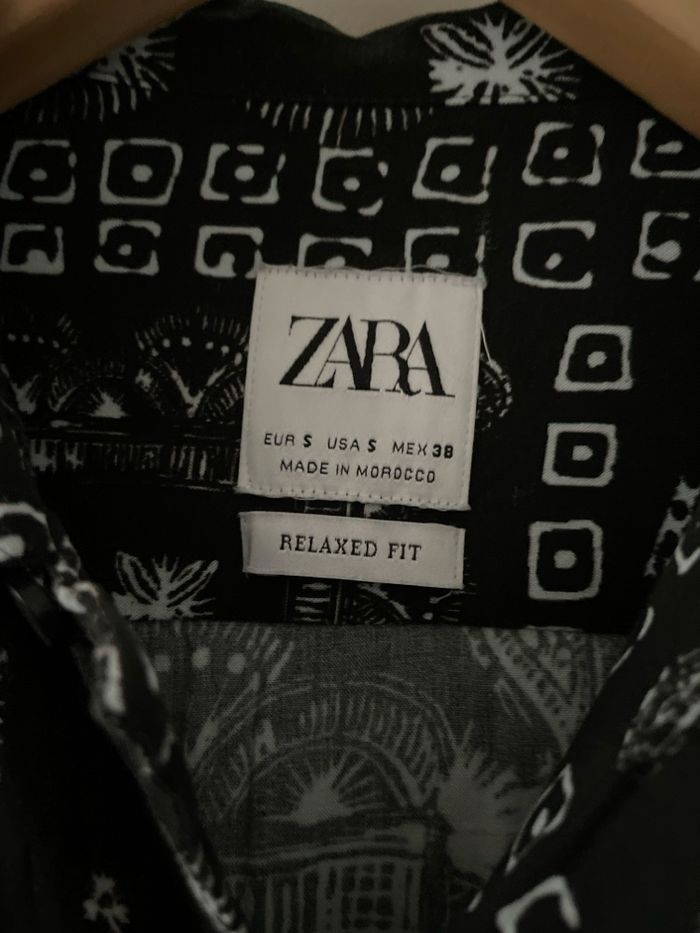 ZARA
EUR S USA S MEX 38
MADE IN MOROCCO
RELAXED FIT